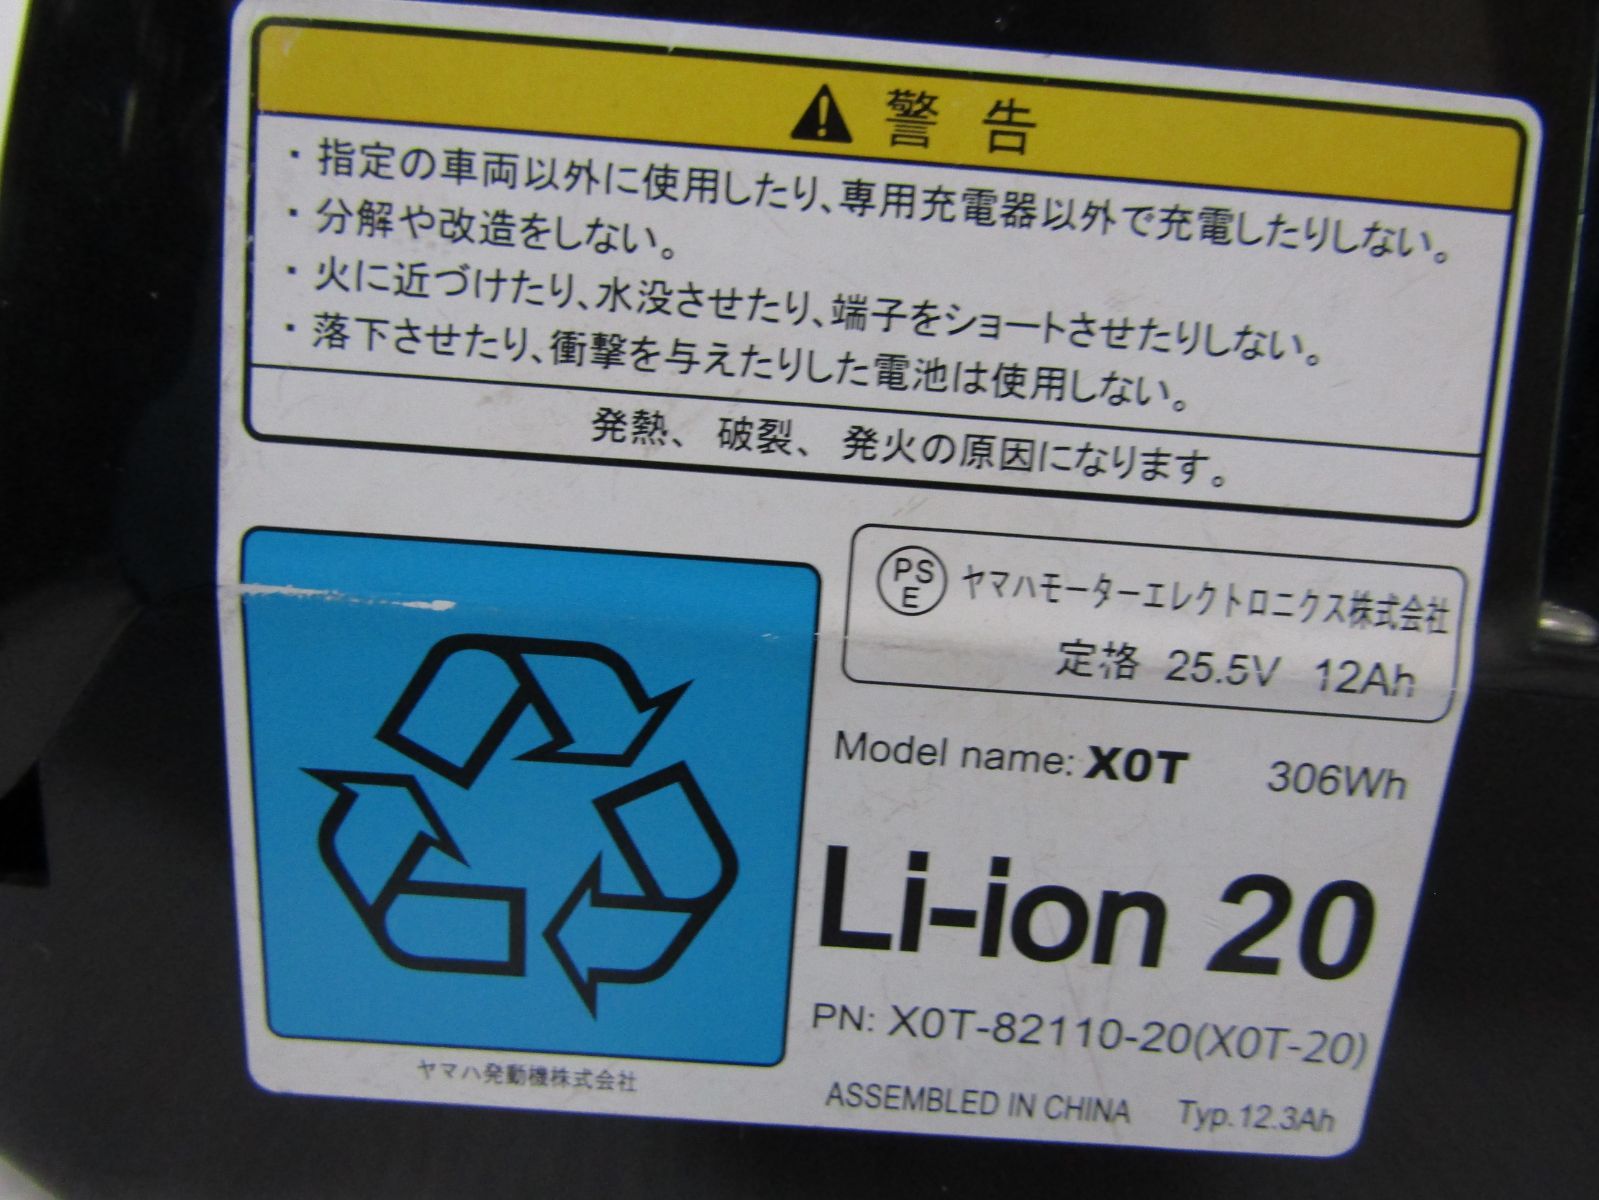 警告
・指定の車両以外に使用したり、専用充電器以外で充電したりしない。
・分解や改造をしない。
・火に近づけたり、水没させたり、端子をショートさせたりしない。
・落下させたり、衝撃を与えたりした電池は使用しない。
発熱、破裂、発火の原因になります。
PS
E
ヤマハモーターエレクトロニクス株式会社
定格 25.5V 12Ah
Model name: X0T 306Wh
Li-ion 20
PN: X0T-82110-20(X0T-20)
ヤマハ発動機株式会社
ASSEMBLED IN CHINA Typ.12.3Ah